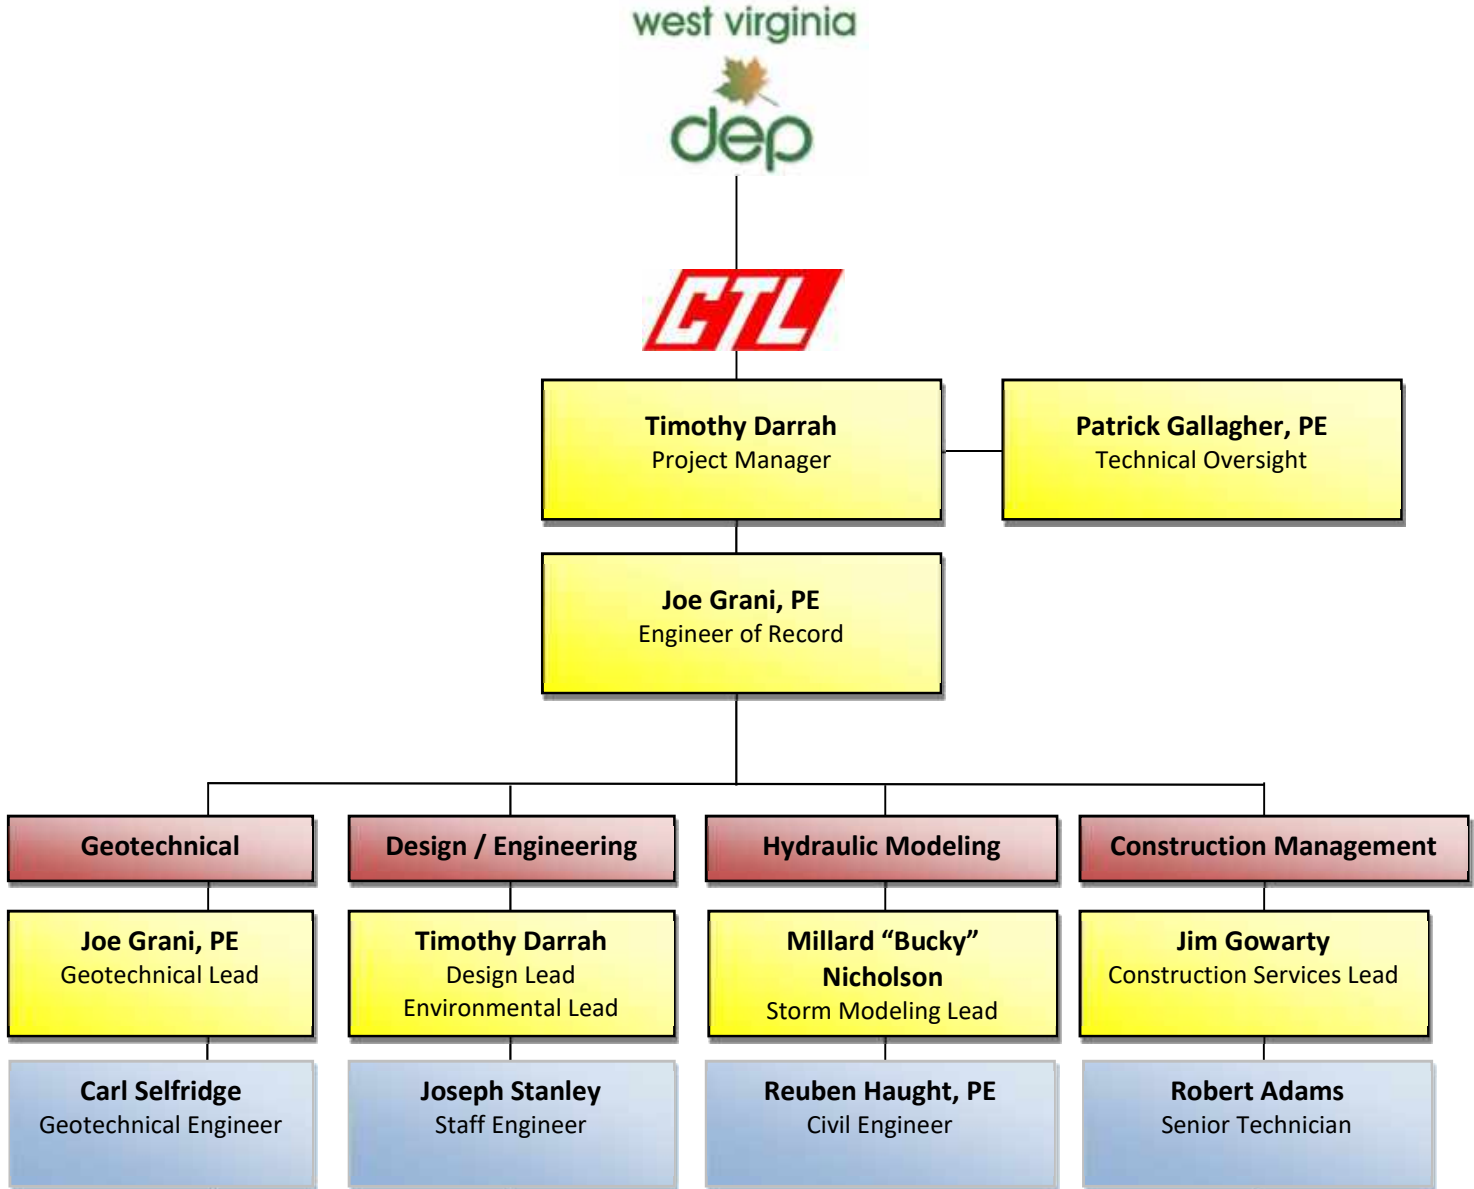 west virginia
dep
CTL
Timothy Darrah
Project Manager
Patrick Gallagher, PE
Technical Oversight
Joe Grani, PE
Engineer of Record
Geotechnical
Design / Engineering
Hydraulic Modeling
Construction Management
Joe Grani, PE
Geotechnical Lead
Timothy Darrah
Design Lead
Environmental Lead
Millard “Bucky”
Nicholson
Storm Modeling Lead
Jim Gowarty
Construction Services Lead
Carl Selfridge
Geotechnical Engineer
Joseph Stanley
Staff Engineer
Reuben Haught, PE
Civil Engineer
Robert Adams
Senior Technician